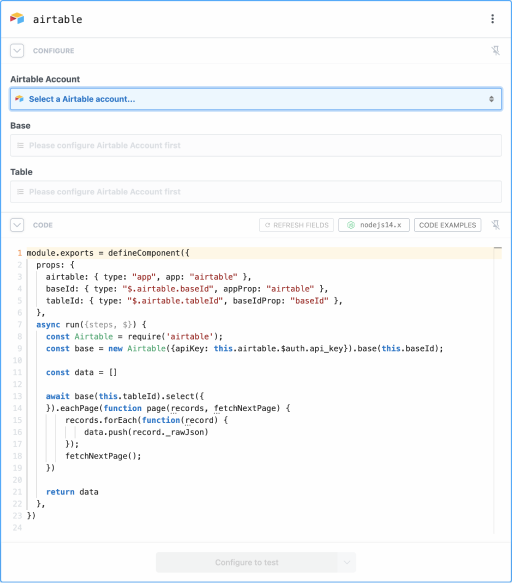 airtable
CONFIGURE
Airtable Account
Select a Airtable account...
Base
Please configure Airtable Account first
Table
Please configure Airtable Account first
CODE
REFRESH FIELDS
nodejs14.x
CODE EXAMPLES
1 module.exports = defineComponent({
2   props: {
3     airtable: { type: "app", app: "airtable" },
4     baseId: { type: "$.airtable.baseId", appProp: "airtable" },
5     tableId: { type: "$.airtable.tableId", baseIdProp: "baseId" },
6   },
7   async run({steps, $}) {
8     const Airtable = require('airtable');
9     const base = new Airtable({apiKey: this.airtable.$auth.api_key}).base(this.baseId);
10
11     const data = []
12
13     await base(this.tableId).select({
14     }).eachPage(function page(records, fetchNextPage) {
15         records.forEach(function(record) {
16             data.push(record._rawJson)
17         });
18         fetchNextPage();
19     })
20
21     return data
22   },
23 })
24
Configure to test